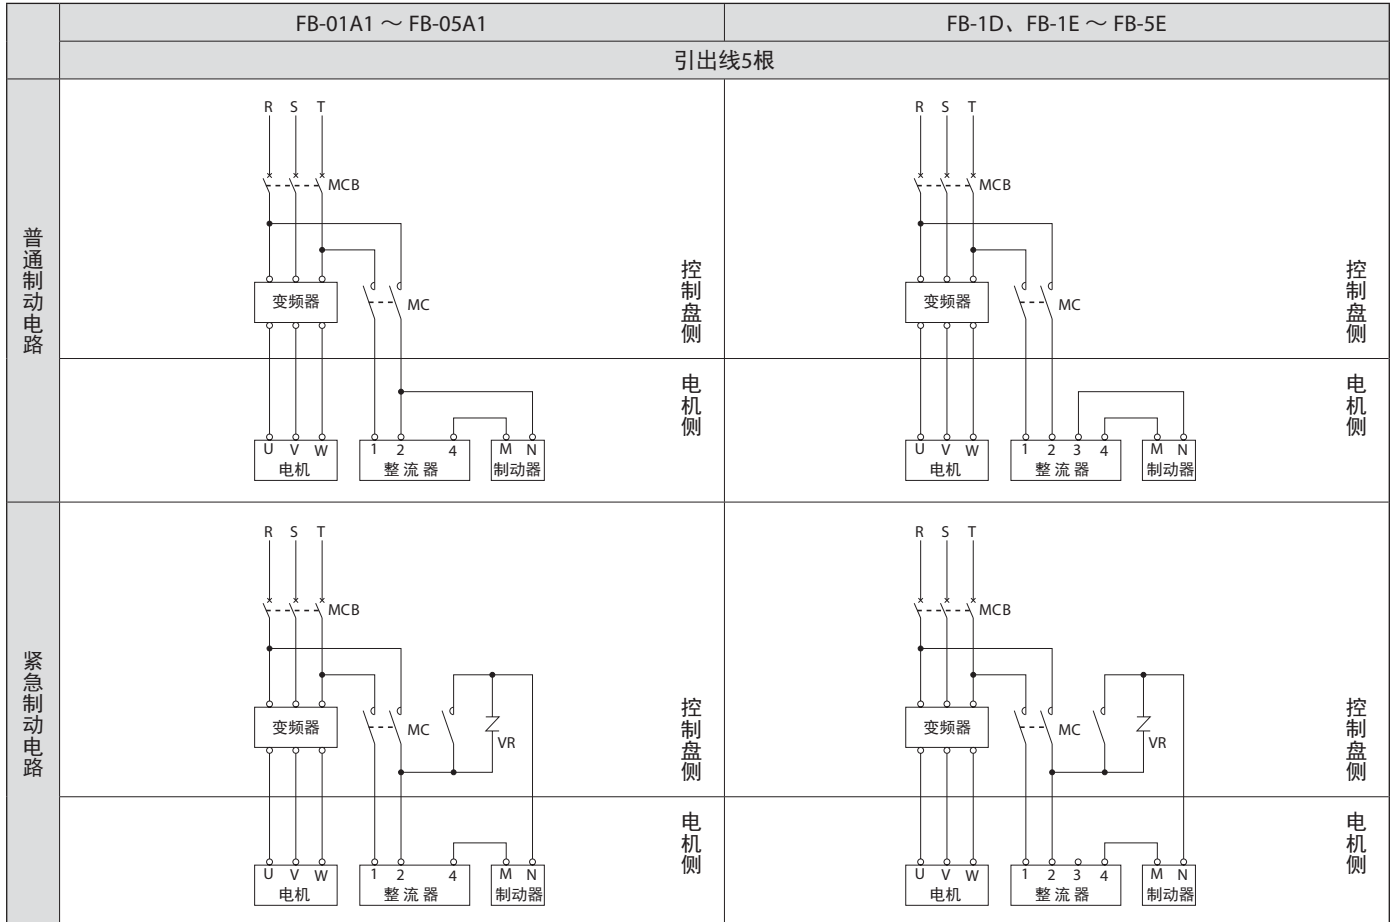 FB-01A1 ～ FB-05A1
FB-1D、FB-1E ～ FB-5E
引出线5根
普通制动电路
R S T
MCB
变频器
MC
控制盘侧
电机侧
U V W
电机
1 2 4
整流器
M N
制动器
R S T
MCB
变频器
MC
控制盘侧
电机侧
U V W
电机
1 2 3 4
整流器
M N
制动器
紧急制动电路
R S T
MCB
变频器
MC
VR
控制盘侧
电机侧
U V W
电机
1 2 4
整流器
M N
制动器
R S T
MCB
变频器
MC
VR
控制盘侧
电机侧
U V W
电机
1 2 3 4
整流器
M N
制动器